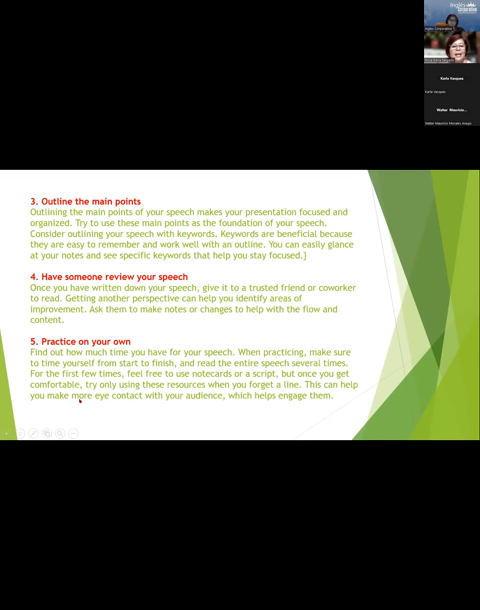 Inglés
Corporativo
Karla Vasquez
Karla Vasquez
Walter Mauricio...
3. Outline the main points
Outlining the main points of your speech makes your presentation focused and
organized. Try to use these main points as the foundation of your speech.
Consider outlining your speech with keywords. Keywords are beneficial because
they are easy to remember and work well with an outline. You can easily glance
at your notes and see specific keywords that help you stay focused.]
4. Have someone review your speech
Once you have written down your speech, give it to a trusted friend or coworker
to read. Getting another perspective can help you identify areas of
improvement. Ask them to make notes or changes to help with the flow and
content.
5. Practice on your own
Find out how much time you have for your speech. When practicing, make sure
to time yourself from start to finish, and read the entire speech several times.
For the first few times, feel free to use notecards or a script, but once you get
comfortable, try only using these resources when you forget a line. This can help
you make more eye contact with your audience, which helps engage them.